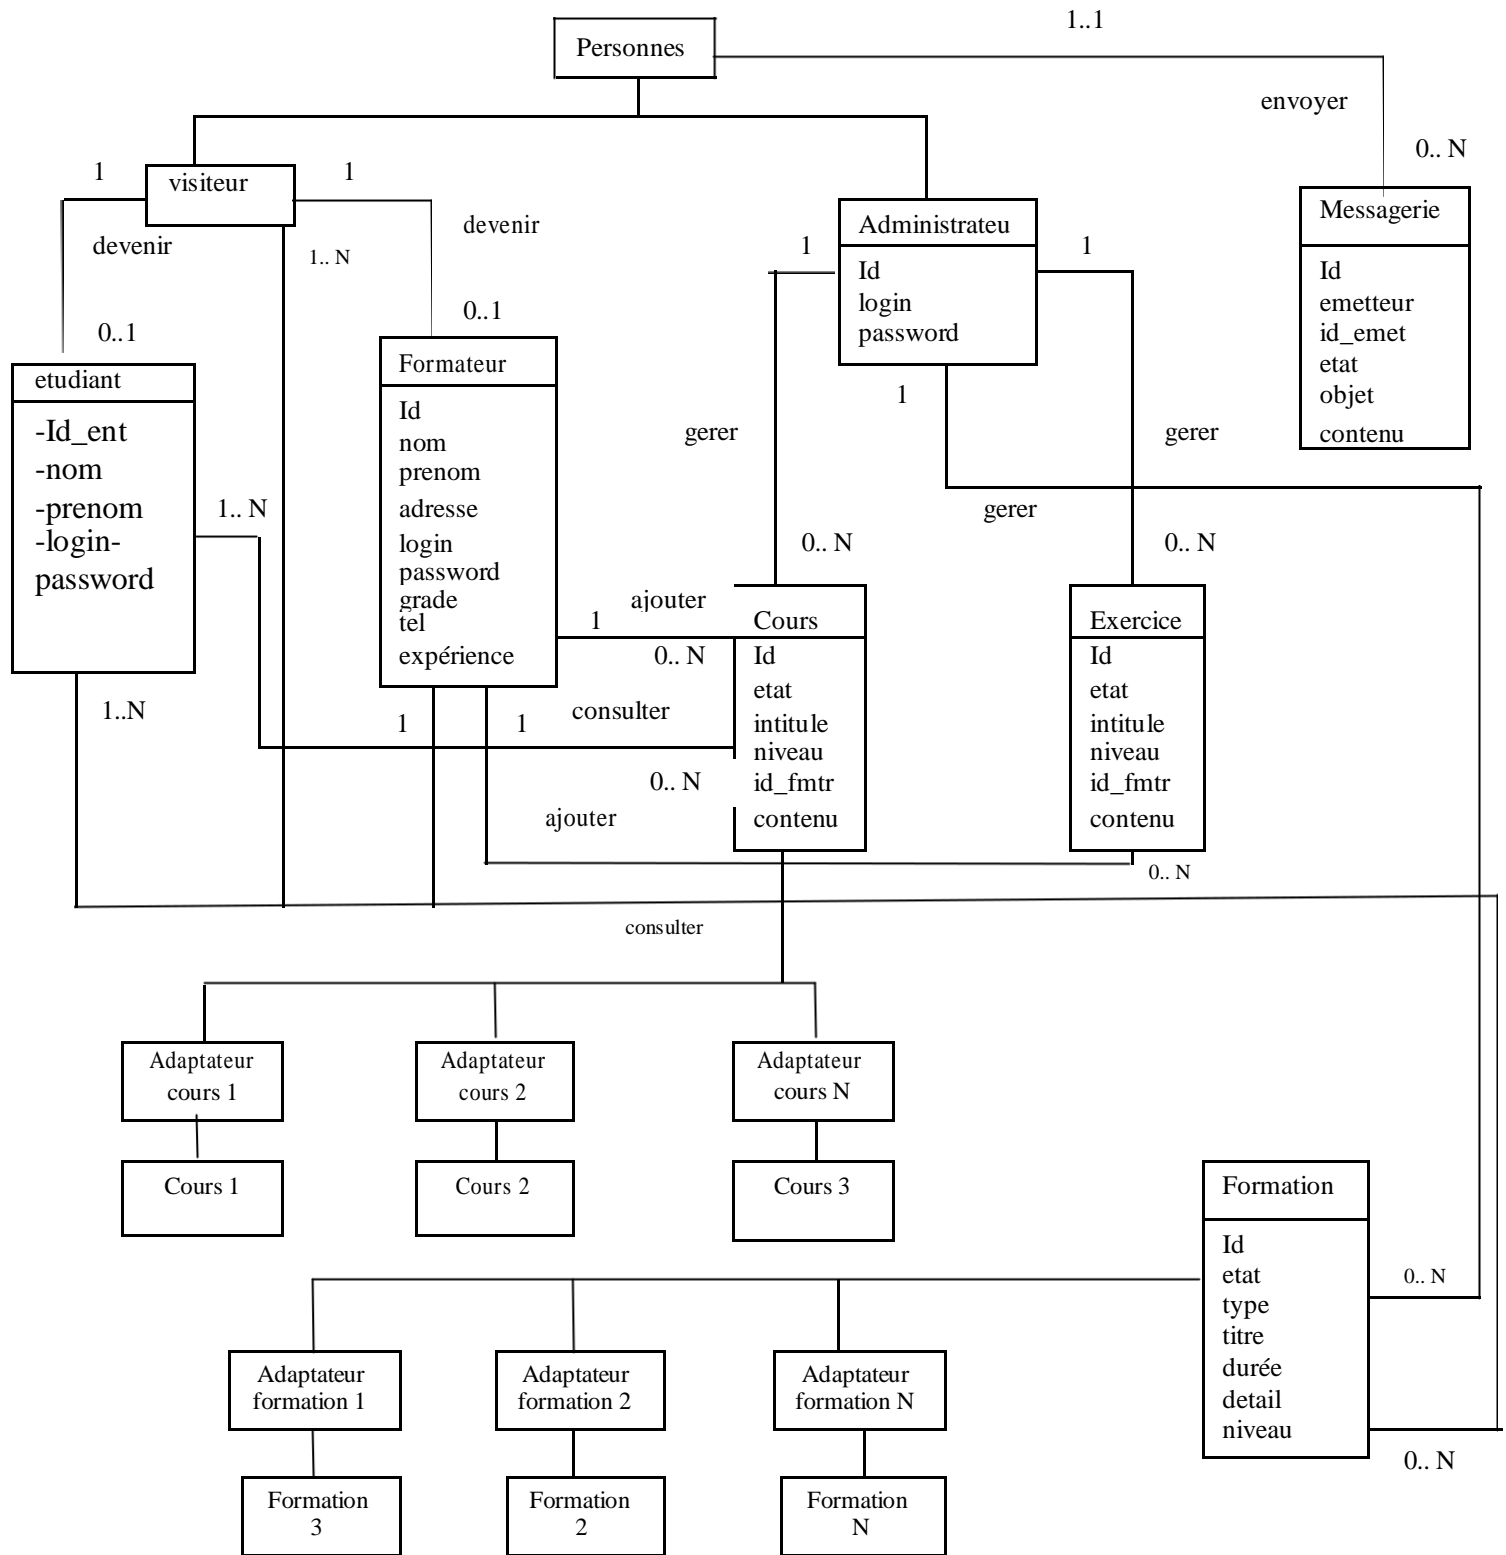 1..1
Personnes
envoyer
0.. N
1
visiteur
1
Messagerie
Id
emetteur
id_emet
etat
objet
contenu
devenir
1.. N
devenir
Administrateu
Id
login
password
1
1
0..1
0..1
etudiant
-Id_ent
-nom
-prenom
-login-
password
Formateur
Id
nom
prenom
adresse
login
password
grade
tel
expérience
1
gerer
gerer
gerer
1.. N
0.. N
0.. N
ajouter
1
0.. N
Cours
Id
etat
intitule
niveau
id_fmtr
contenu
Exercice
Id
etat
intitule
niveau
id_fmtr
contenu
1..N
1
1
consulter
0.. N
ajouter
0.. N
consulter
Adaptateur
cours 1
Adaptateur
cours 2
Adaptateur
cours N
Cours 1
Cours 2
Cours 3
Formation
Id
etat
type
titre
durée
detail
niveau
0.. N
0.. N
Adaptateur
formation 1
Adaptateur
formation 2
Adaptateur
formation N
Formation
3
Formation
2
Formation
N